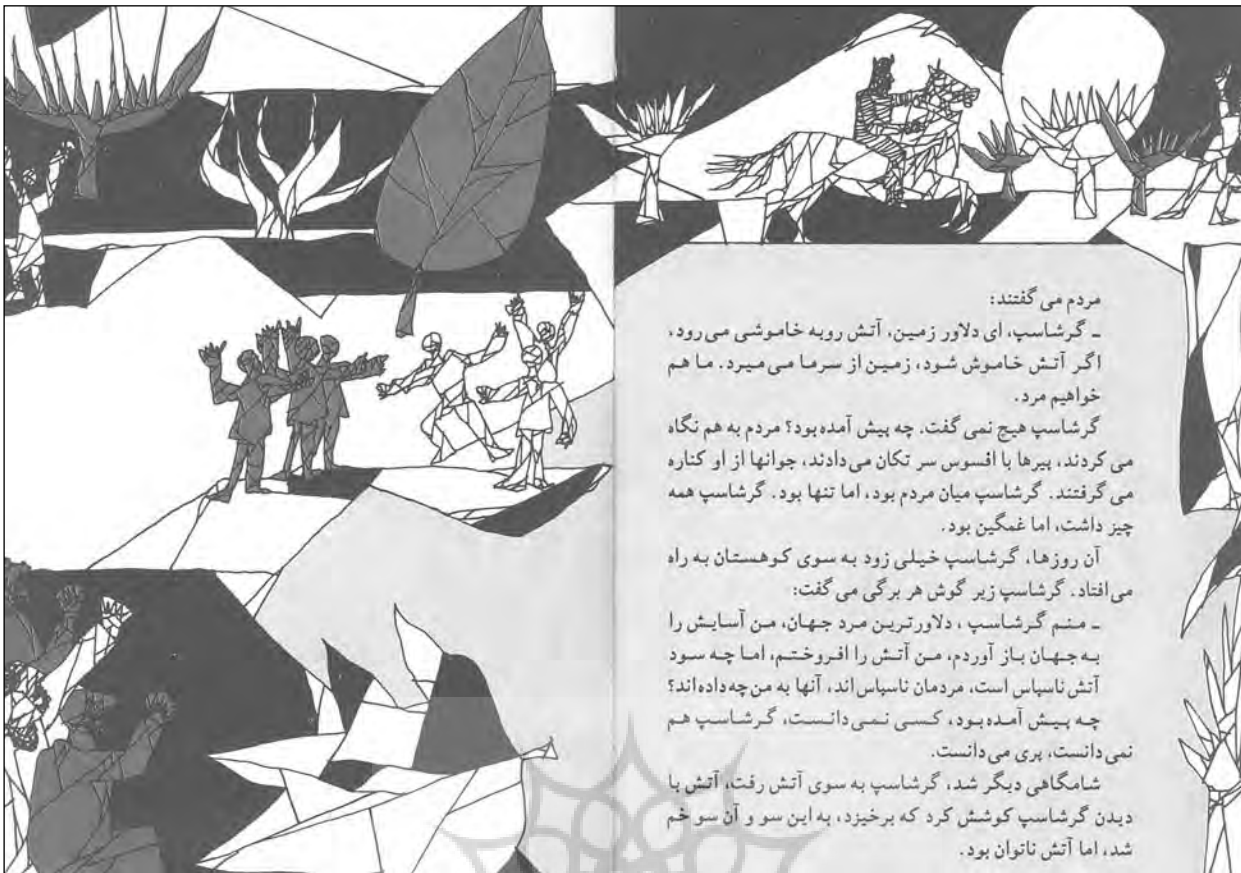 مردم می گفتند:
ـ گرشاسپ، ای دلاور زمین، آتش روبه خاموشی می‌رود،
اگر آتش خاموش شود، زمین از سرما می‌میرد. ما هم
خواهیم مرد.
گرشاسپ هیچ نمی گفت. چه پیش آمده بود؟ مردم به هم نگاه
می کردند، پیرها با افسوس سر تکان می‌دادند، جوانها از او کناره
می گرفتند. گرشاسپ میان مردم بود، اما تنها بود. گرشاسپ همه
چیز داشت، اما غمگین بود.
آن روزها، گرشاسپ خیلی زود به سوی کوهستان به راه
می‌افتاد. گرشاسپ زیر گوش هر برگی می گفت:
ـ منم گرشاسپ، دلاورترین مرد جهان، من آسایش را
به جهان باز آوردم، من آتش را افروختم، اما چه سود
آتش ناسپاس است، مردمان ناسپاس‌اند، آنها به من چه داده‌اند؟
چه پیش آمده بود، کسی نمی‌دانست، گرشاسپ هم
نمی‌دانست، پری می‌دانست.
شامگاهی دیگر شد، گرشاسپ به سوی آتش رفت، آتش با
دیدن گرشاسپ کوشش کرد که برخیزد، به این سو و آن سو خم
شد، اما آتش ناتوان بود.